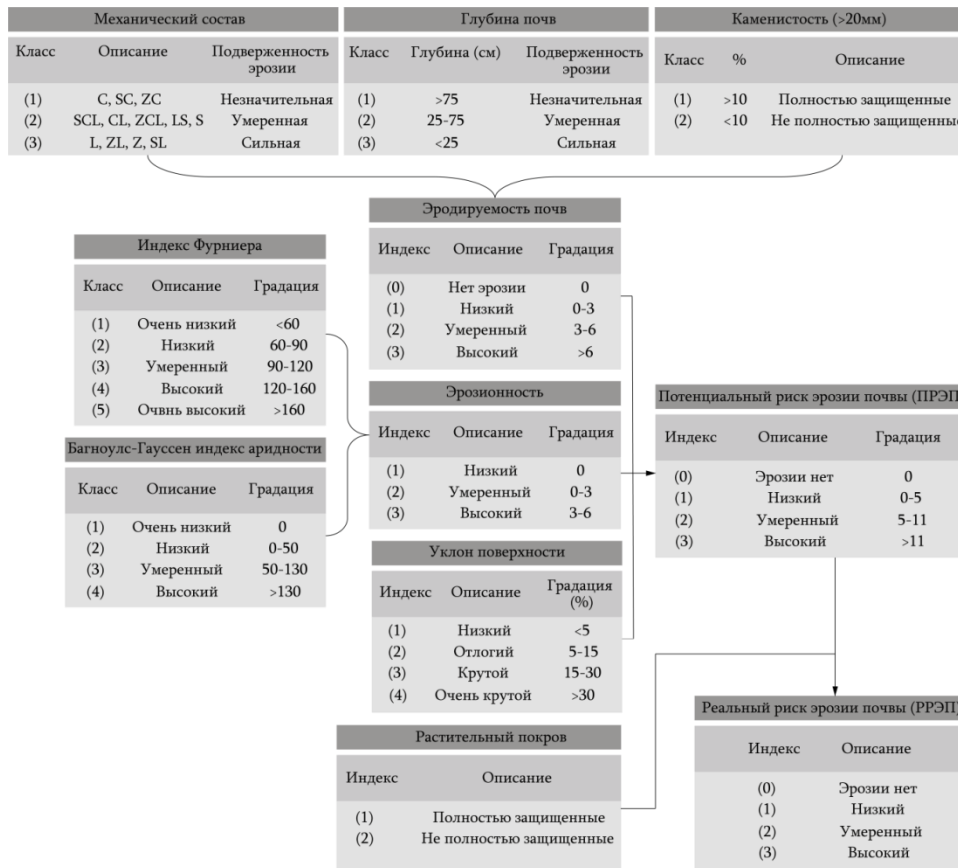 Механический состав
Класс Описание Подверженность эрозии
(1) C, SC, ZC Незначительная
(2) SCL, CL, ZCL, LS, S Умеренная
(3) L, ZL, Z, SL Сильная
Глубина почв
Класс Глубина (см) Подверженность эрозии
(1) >75 Незначительная
(2) 25-75 Умеренная
(3) <25 Сильная
Каменистость (>20мм)
Класс % Описание
(1) >10 Полностью защищенные
(2) <10 Не полностью защищенные
Эродируемость почв
Индекс Описание Градация
(0) Нет эрозии 0
(1) Низкий 0-3
(2) Умеренный 3-6
(3) Высокий >6
Индекс Фурниера
Класс Описание Градация
(1) Очень низкий <60
(2) Низкий 60-90
(3) Умеренный 90-120
(4) Высокий 120-160
(5) Очвнь высокий >160
Багноулс-Гауссен индекс аридности
Класс Описание Градация
(1) Очень низкий 0
(2) Низкий 0-50
(3) Умеренный 50-130
(4) Высокий >130
Эрозионность
Индекс Описание Градация
(1) Низкий 0
(2) Умеренный 0-3
(3) Высокий 3-6
Уклон поверхности
Индекс Описание Градация (%)
(1) Низкий <5
(2) Отлогий 5-15
(3) Крутой 15-30
(4) Очень крутой >30
Потенциальный риск эрозии почвы (ПРЭП)
Индекс Описание Градация
(0) Эрозии нет 0
(1) Низкий 0-5
(2) Умеренный 5-11
(3) Высокий >11
Растительный покров
Индекс Описание
(1) Полностью защищенные
(2) Не полностью защищенные
Реальный риск эрозии почвы (РРЭП)
Индекс Описание
(0) Эрозии нет
(1) Низкий
(2) Умеренный
(3) Высокий